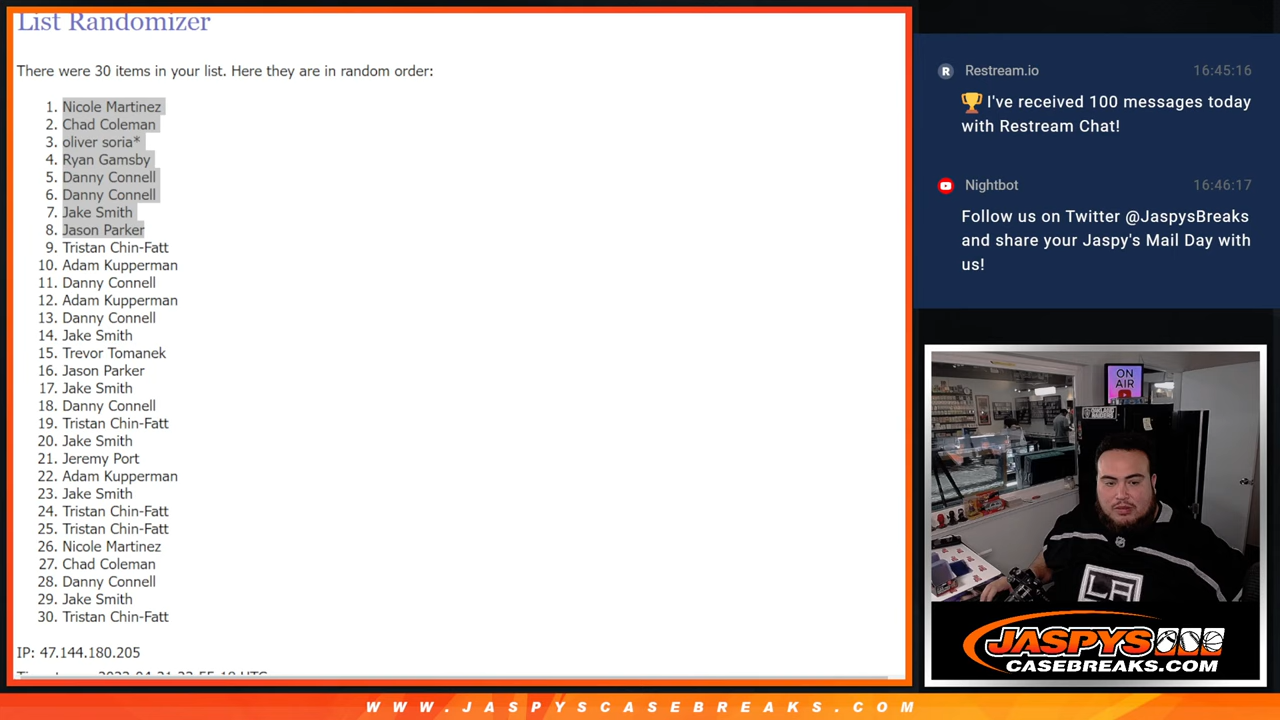 List Randomizer
There were 30 items in your list. Here they are in random order:
1. Nicole Martinez
2. Chad Coleman
3. oliver soria*
4. Ryan Gamsby
5. Danny Connell
6. Danny Connell
7. Jake Smith
8. Jason Parker
9. Tristan Chin-Fatt
10. Adam Kupperman
11. Danny Connell
12. Adam Kupperman
13. Danny Connell
14. Jake Smith
15. Trevor Tomanek
16. Jason Parker
17. Jake Smith
18. Danny Connell
19. Tristan Chin-Fatt
20. Jake Smith
21. Jeremy Port
22. Adam Kupperman
23. Jake Smith
24. Tristan Chin-Fatt
25. Tristan Chin-Fatt
26. Nicole Martinez
27. Chad Coleman
28. Danny Connell
29. Jake Smith
30. Tristan Chin-Fatt
IP: 47.144.180.205
R Restream.io 16:45:16
🏆 I've received 100 messages today
with Restream Chat!
Nightbot 16:46:17
Follow us on Twitter @JaspysBreaks
and share your Jaspy's Mail Day with
us!
ON
AIR
LA
JASPYS
CASEBREAKS.COM
WWW.JASPYSCASEBREAKS.COM